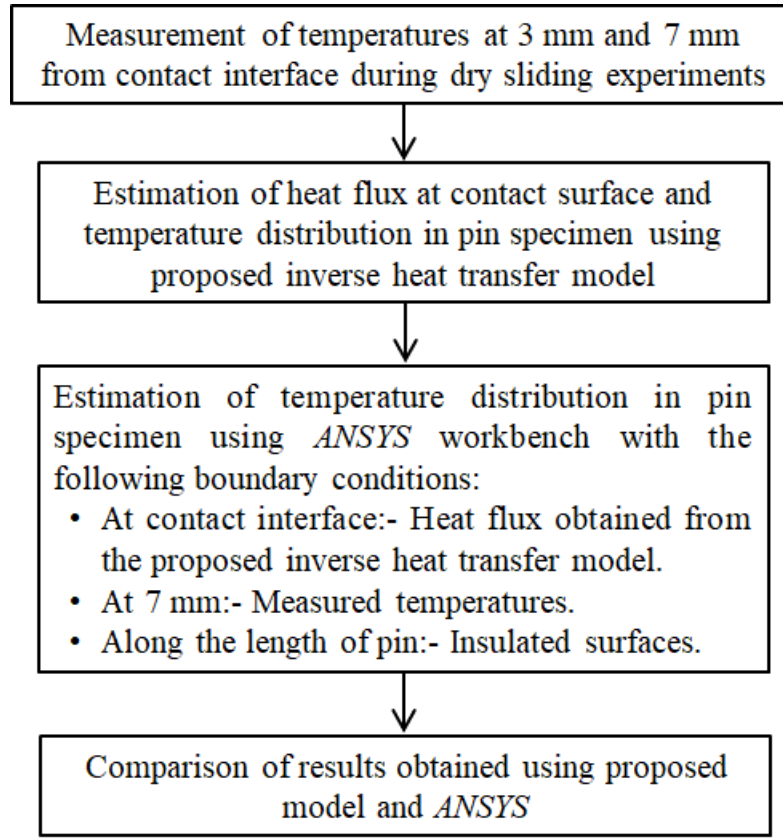 Measurement of temperatures at 3 mm and 7 mm
from contact interface during dry sliding experiments
Estimation of heat flux at contact surface and
temperature distribution in pin specimen using
proposed inverse heat transfer model
Estimation of temperature distribution in pin
specimen using ANSYS workbench with the
following boundary conditions:
• At contact interface:- Heat flux obtained from
the proposed inverse heat transfer model.
• At 7 mm:- Measured temperatures.
• Along the length of pin:- Insulated surfaces.
Comparison of results obtained using proposed
model and ANSYS